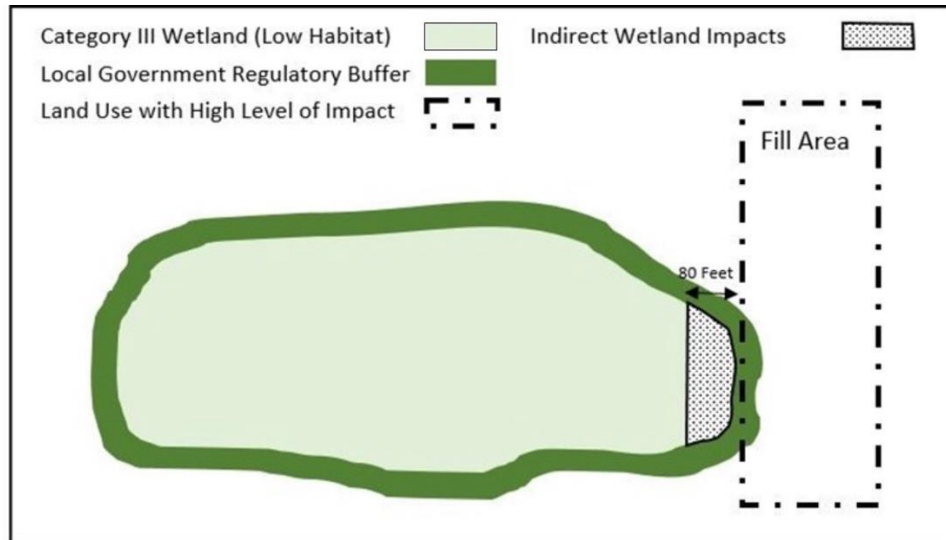 Category III Wetland (Low Habitat)
Indirect Wetland Impacts
Local Government Regulatory Buffer
Land Use with High Level of Impact
Fill Area
80 Feet